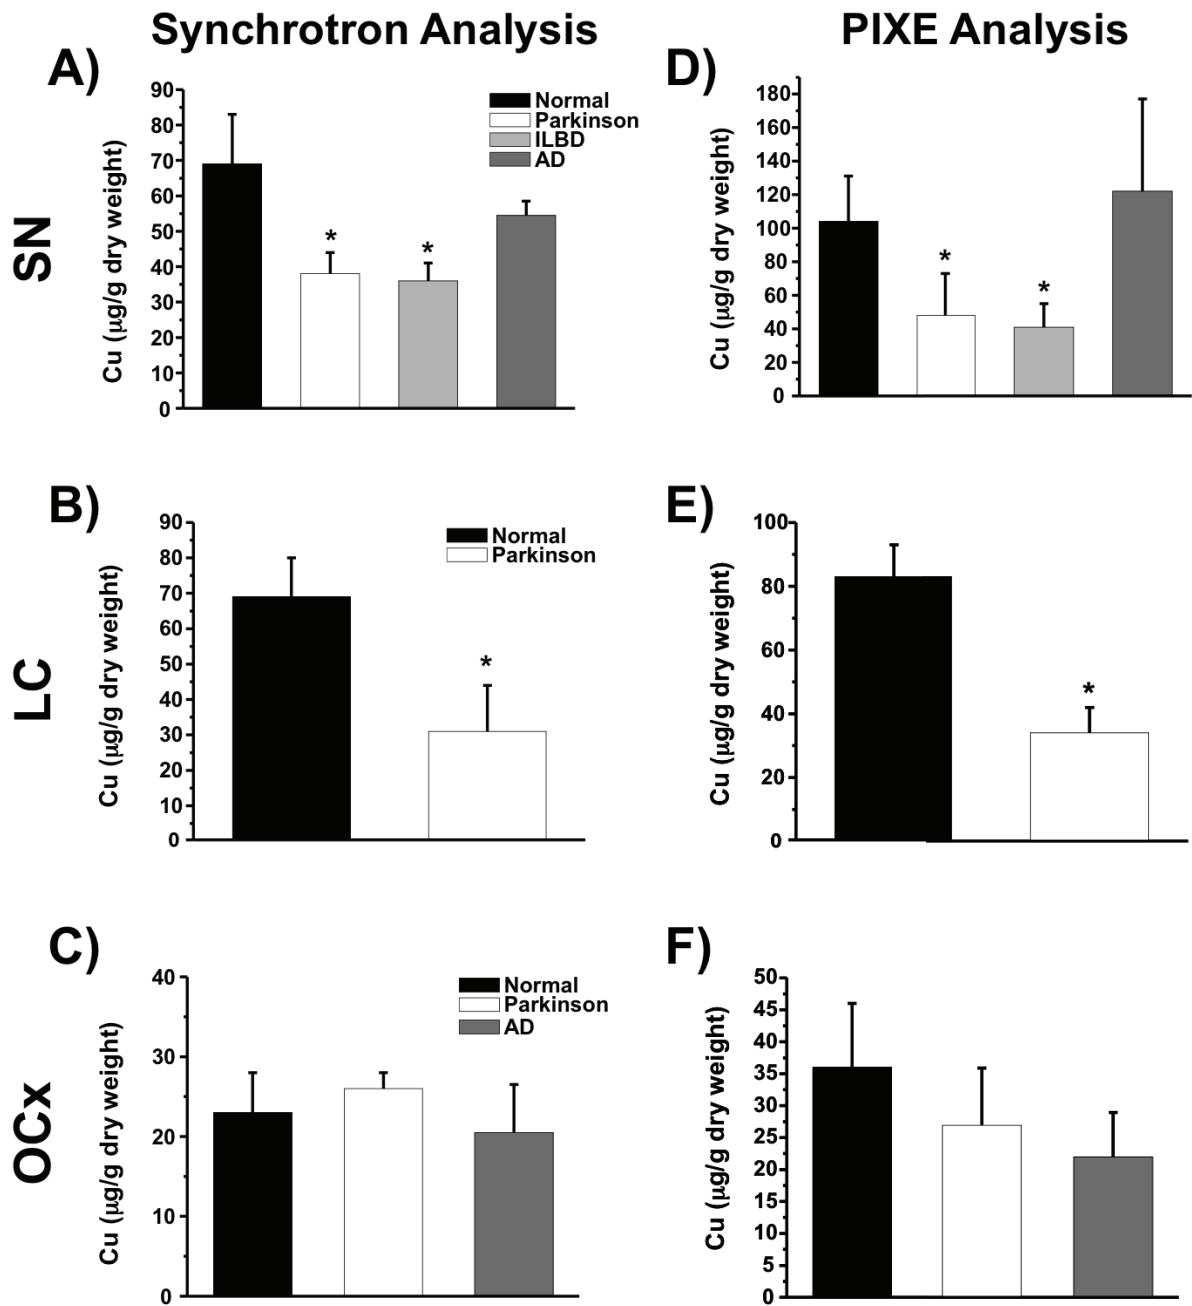 Synchrotron Analysis
PIXE Analysis
SN
A)
Cu (µg/g dry weight)
90
80
70
60
50
40
30
20
10
0
Normal
Parkinson
ILBD
AD
*
*
D)
Cu (µg/g dry weight)
180
160
140
120
100
80
60
40
20
0
*
*
LC
B)
Cu (µg/g dry weight)
90
80
70
60
50
40
30
20
10
0
Normal
Parkinson
*
E)
Cu (µg/g dry weight)
100
80
60
40
20
0
*
OCx
C)
Cu (µg/g dry weight)
40
30
20
10
0
Normal
Parkinson
AD
F)
Cu (µg/g dry weight)
50
45
40
35
30
25
20
15
10
5
0